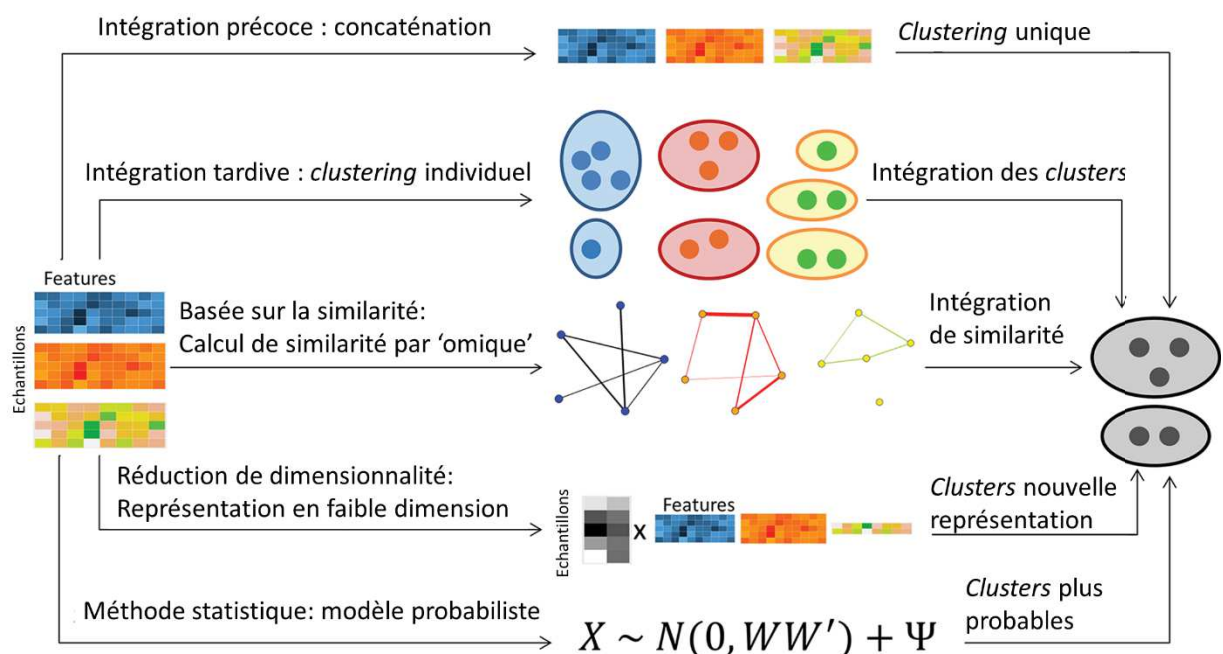 Intégration précoce : concaténation
Clustering unique
Intégration tardive : clustering individuel
Intégration des clusters
Features
Echantillons
Basée sur la similarité:
Calcul de similarité par ‘omique’
Intégration
de similarité
Réduction de dimensionnalité:
Représentation en faible dimension
Echantillons
X
Features
Clusters nouvelle
représentation
Méthode statistique: modèle probabiliste
X ~ N(0, WW′) + Ψ
Clusters plus
probables